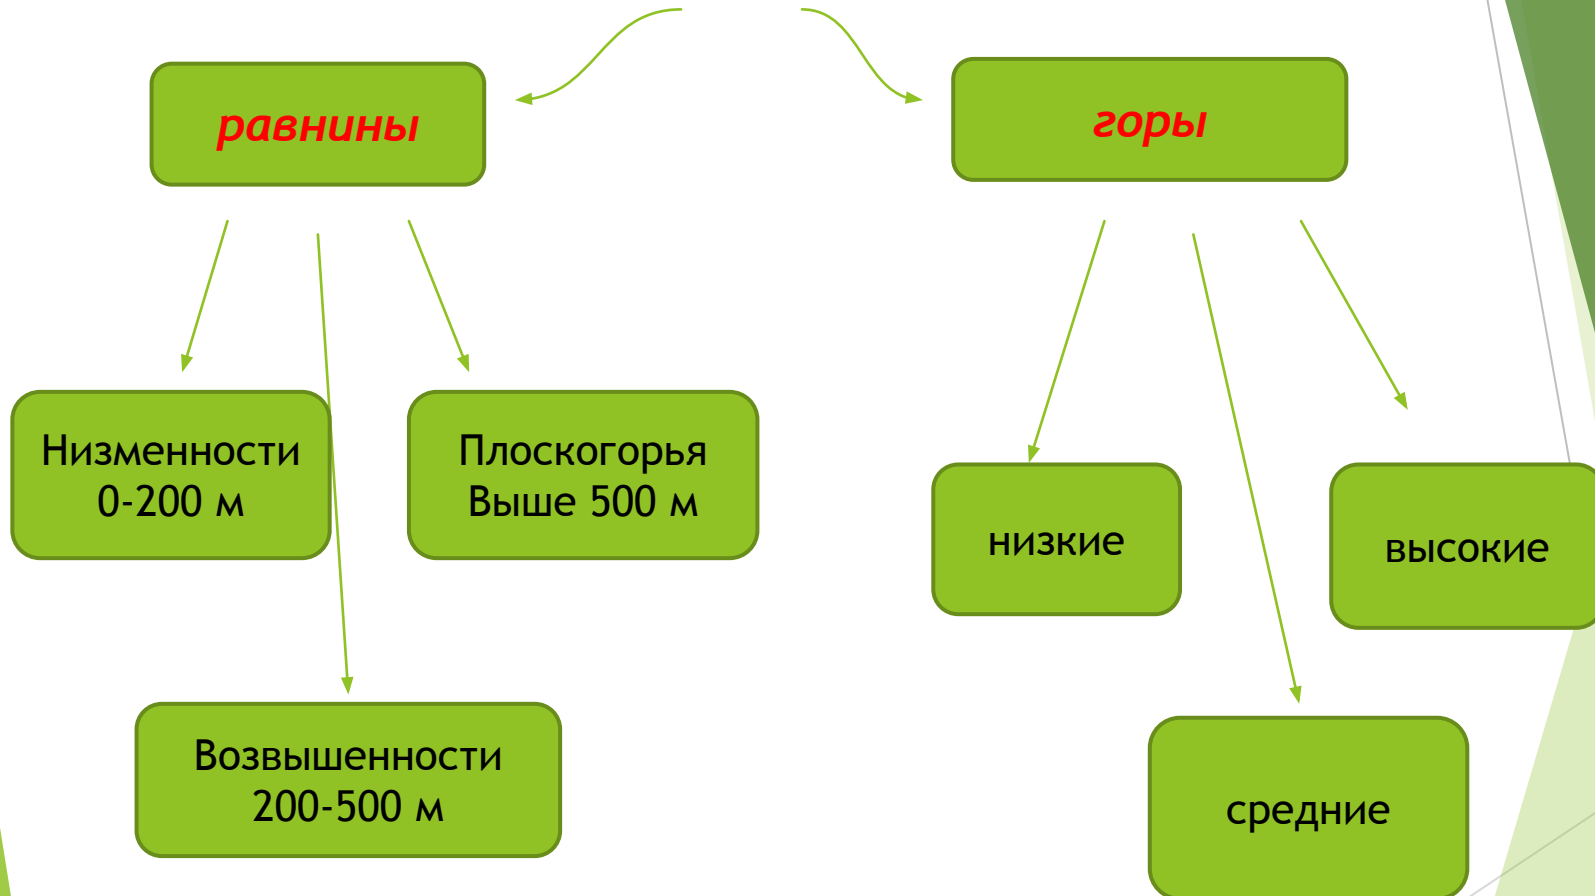 равнины
горы
Низменности
0-200 м
Плоскогорья
Выше 500 м
низкие
высокие
Возвышенности
200-500 м
средние